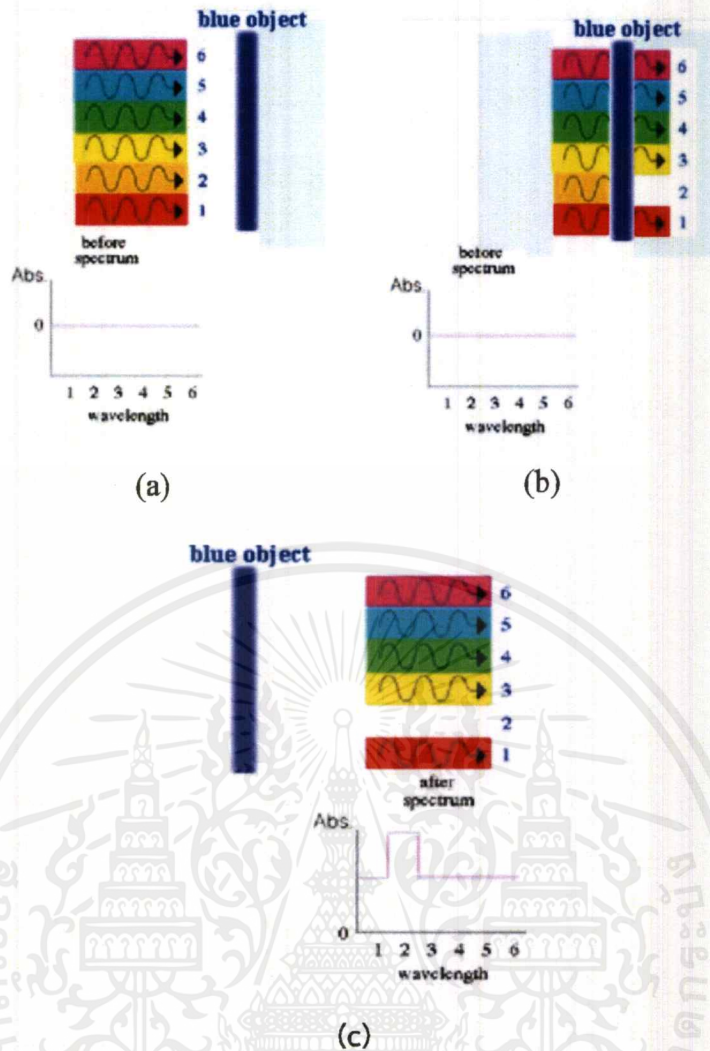 blue object
6
5
4
3
2
1
before
spectrum
Abs.
0
1 2 3 4 5 6
wavelength
(a)
blue object
6
5
4
3
2
1
before
spectrum
Abs.
0
1 2 3 4 5 6
wavelength
(b)
blue object
6
5
4
3
2
1
after
spectrum
Abs.
0
1 2 3 4 5 6
wavelength
(c)